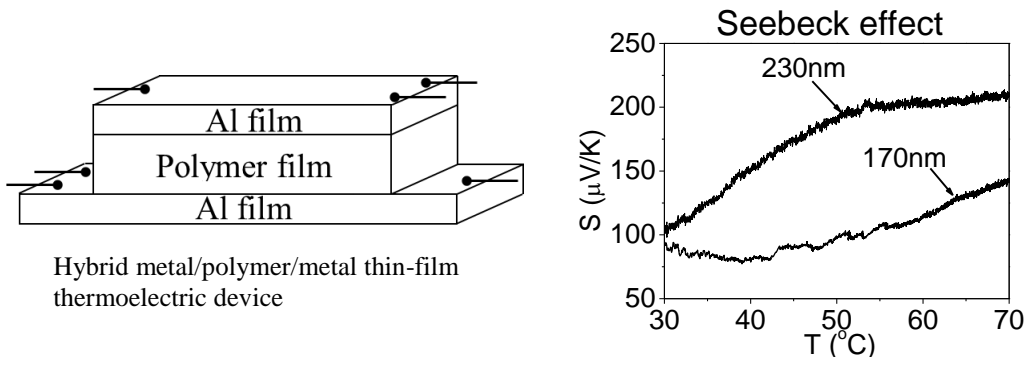 Al film
Polymer film
Al film
Hybrid metal/polymer/metal thin-film
thermoelectric device
Seebeck effect
250
200
150
100
50
S (μV/K)
230nm
170nm
30 40 50 60 70
T (°C)